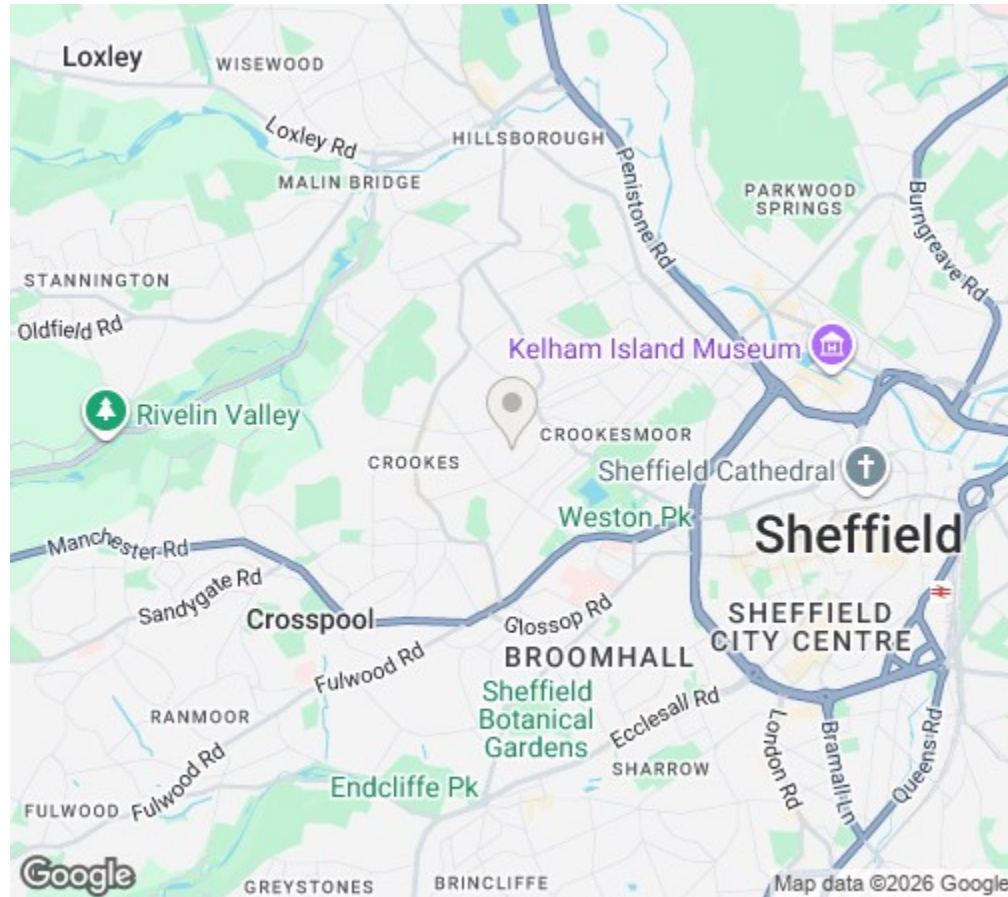 Loxley
WISEWOOD
Loxley Rd
HILLSBOROUGH
MALIN BRIDGE
Penistone Rd
PARKWOOD
SPRINGS
Burngreave Rd
STANNINGTON
Oldfield Rd
Kelham Island Museum
Rivelin Valley
CROOKESMOOR
CROOKES
Sheffield Cathedral
Weston Pk
Sheffield
Manchester Rd
Sandygate Rd
Crosspool
Glossop Rd
SHEFFIELD
CITY CENTRE
Fulwood Rd
BROOMHALL
Sheffield
Botanical
Gardens
Ecclesall Rd
RANMOOR
London Rd
Bramall Ln
Queens Rd
SHARROW
Fulwood Rd
Endcliffe Pk
FULWOOD
Google
GREYSTONES
BRINCLIFFE
Map data ©2026 Google